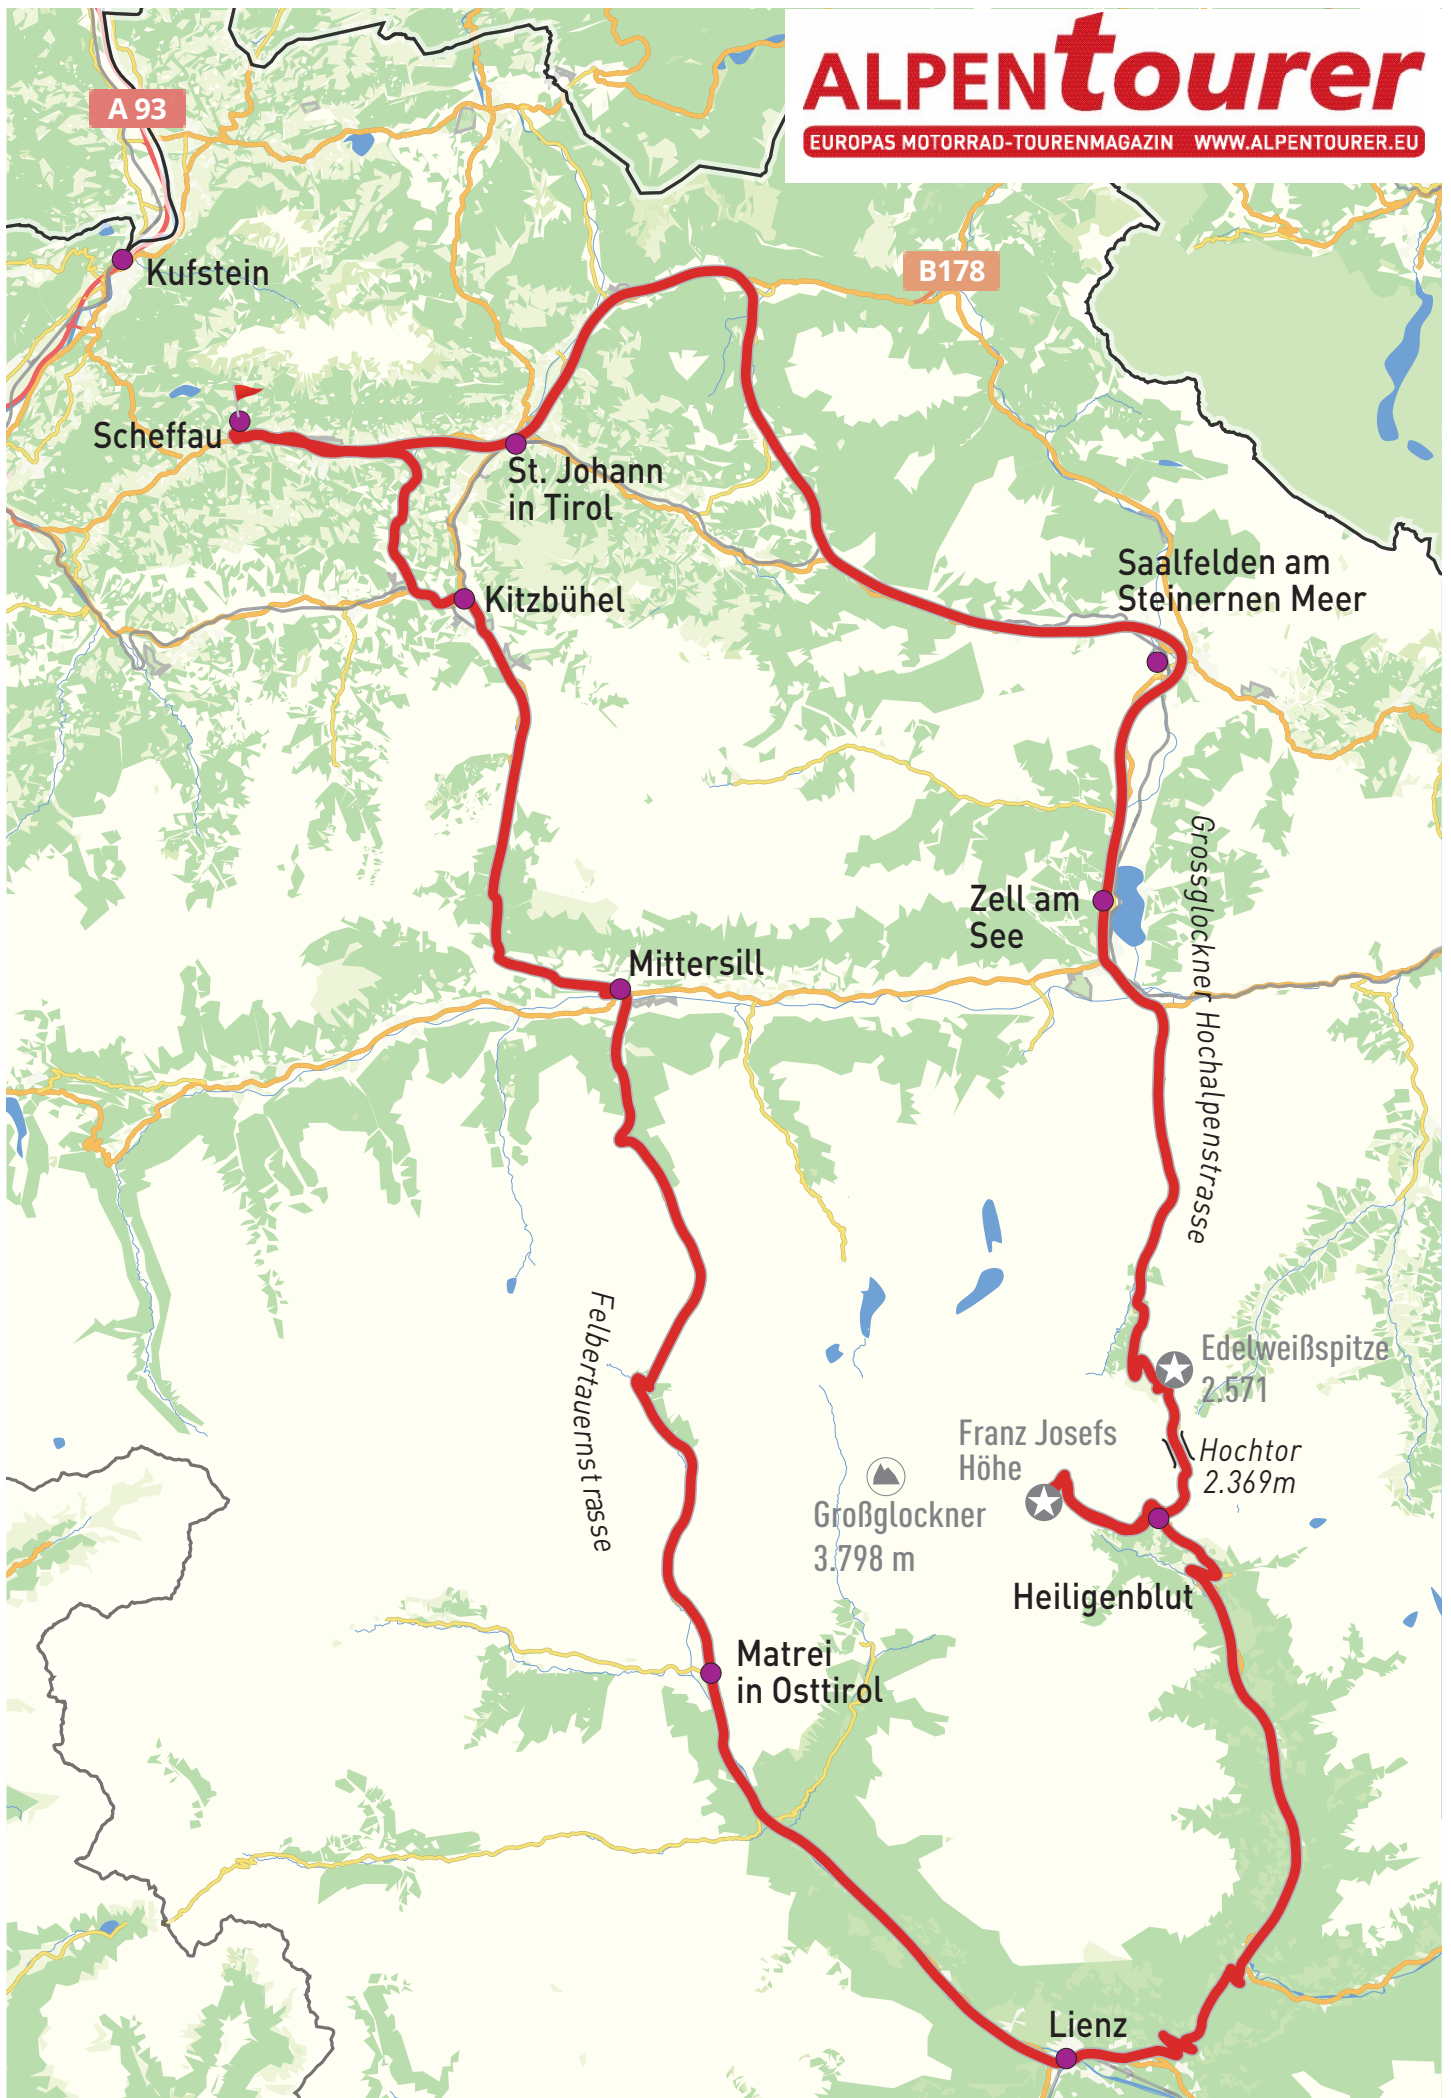 ALPENtourer
EUROPAS MOTORRAD-TOURENMAGAZIN WWW.ALPENTOURER.EU
A 93
Kufstein
B178
Scheffau
St. Johann
in Tirol
Saalfelden am
Steinernen Meer
Kitzbühel
Zell am
See
Mittersill
Grossglockner Hochalpenstrasse
Felbertauernstrasse
Edelweißspitze
2.571
Franz Josefs
Höhe
Hochtor
2.369m
Großglockner
3.798 m
Heiligenblut
Matrei
in Osttirol
Lienz